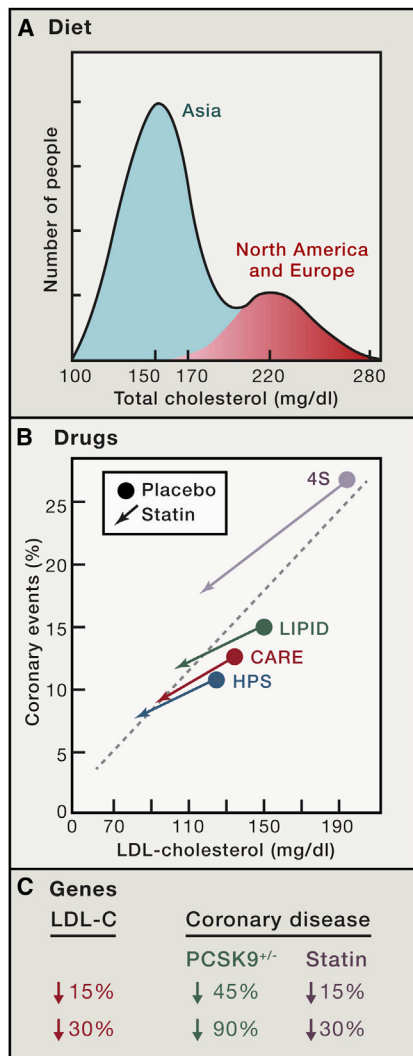 A Diet
Number of people
Asia
North America
and Europe
100 150 170 220 280
Total cholesterol (mg/dl)
B Drugs
Placebo
Statin
4S
LIPID
CARE
HPS
Coronary events (%)
25
20
15
10
5
0
0 70 110 150 190
LDL-cholesterol (mg/dl)
C Genes
LDL-C Coronary disease
PCSK9+/- Statin
↓ 15% ↓ 45% ↓ 15%
↓ 30% ↓ 90% ↓ 30%